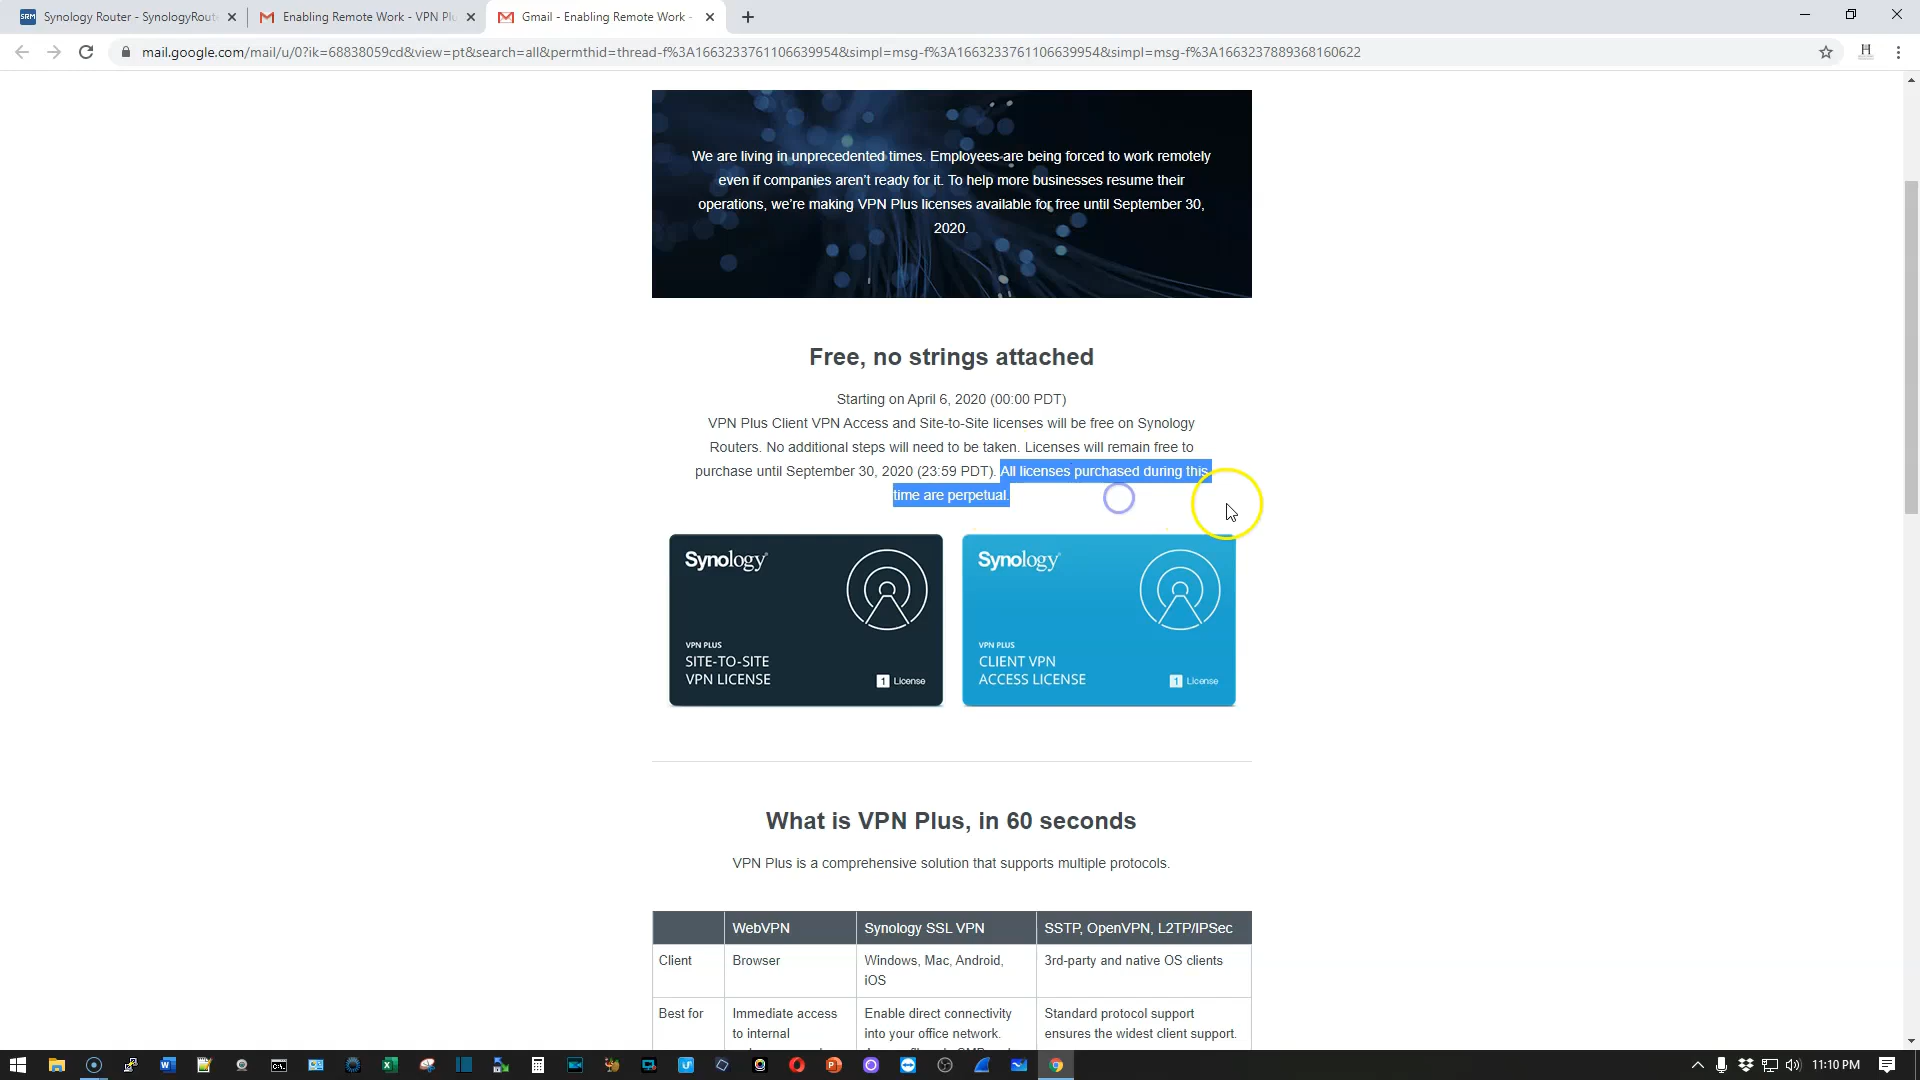 Synology Router - SynologyRout
Enabling Remote Work - VPN Plu
Gmail - Enabling Remote Work -
mail.google.com/mail/u/0?ik=68838059cd&view=pt&search=all&permthid=thread-f%3A1663233761106639954&simpl=msg-f%3A1663233761106639954&simpl=msg-f%3A1663237889368160622
We are living in unprecedented times. Employees are being forced to work remotely
even if companies aren't ready for it. To help more businesses resume their
operations, we're making VPN Plus licenses available for free until September 30,
2020.
Free, no strings attached
Starting on April 6, 2020 (00:00 PDT)
VPN Plus Client VPN Access and Site-to-Site licenses will be free on Synology
Routers. No additional steps will need to be taken. Licenses will remain free to
purchase until September 30, 2020 (23:59 PDT). All licenses purchased during this
time are perpetual.
Synology
VPN PLUS
SITE-TO-SITE
VPN LICENSE
1 License
Synology
VPN PLUS
CLIENT VPN
ACCESS LICENSE
1 License
What is VPN Plus, in 60 seconds
VPN Plus is a comprehensive solution that supports multiple protocols.
WebVPN
Synology SSL VPN
SSTP, OpenVPN, L2TP/IPSec
Client
Browser
Windows, Mac, Android,
iOS
3rd-party and native OS clients
Best for
Immediate access
to internal
Enable direct connectivity
into your office network.
Standard protocol support
ensures the widest client support.
11:10 PM